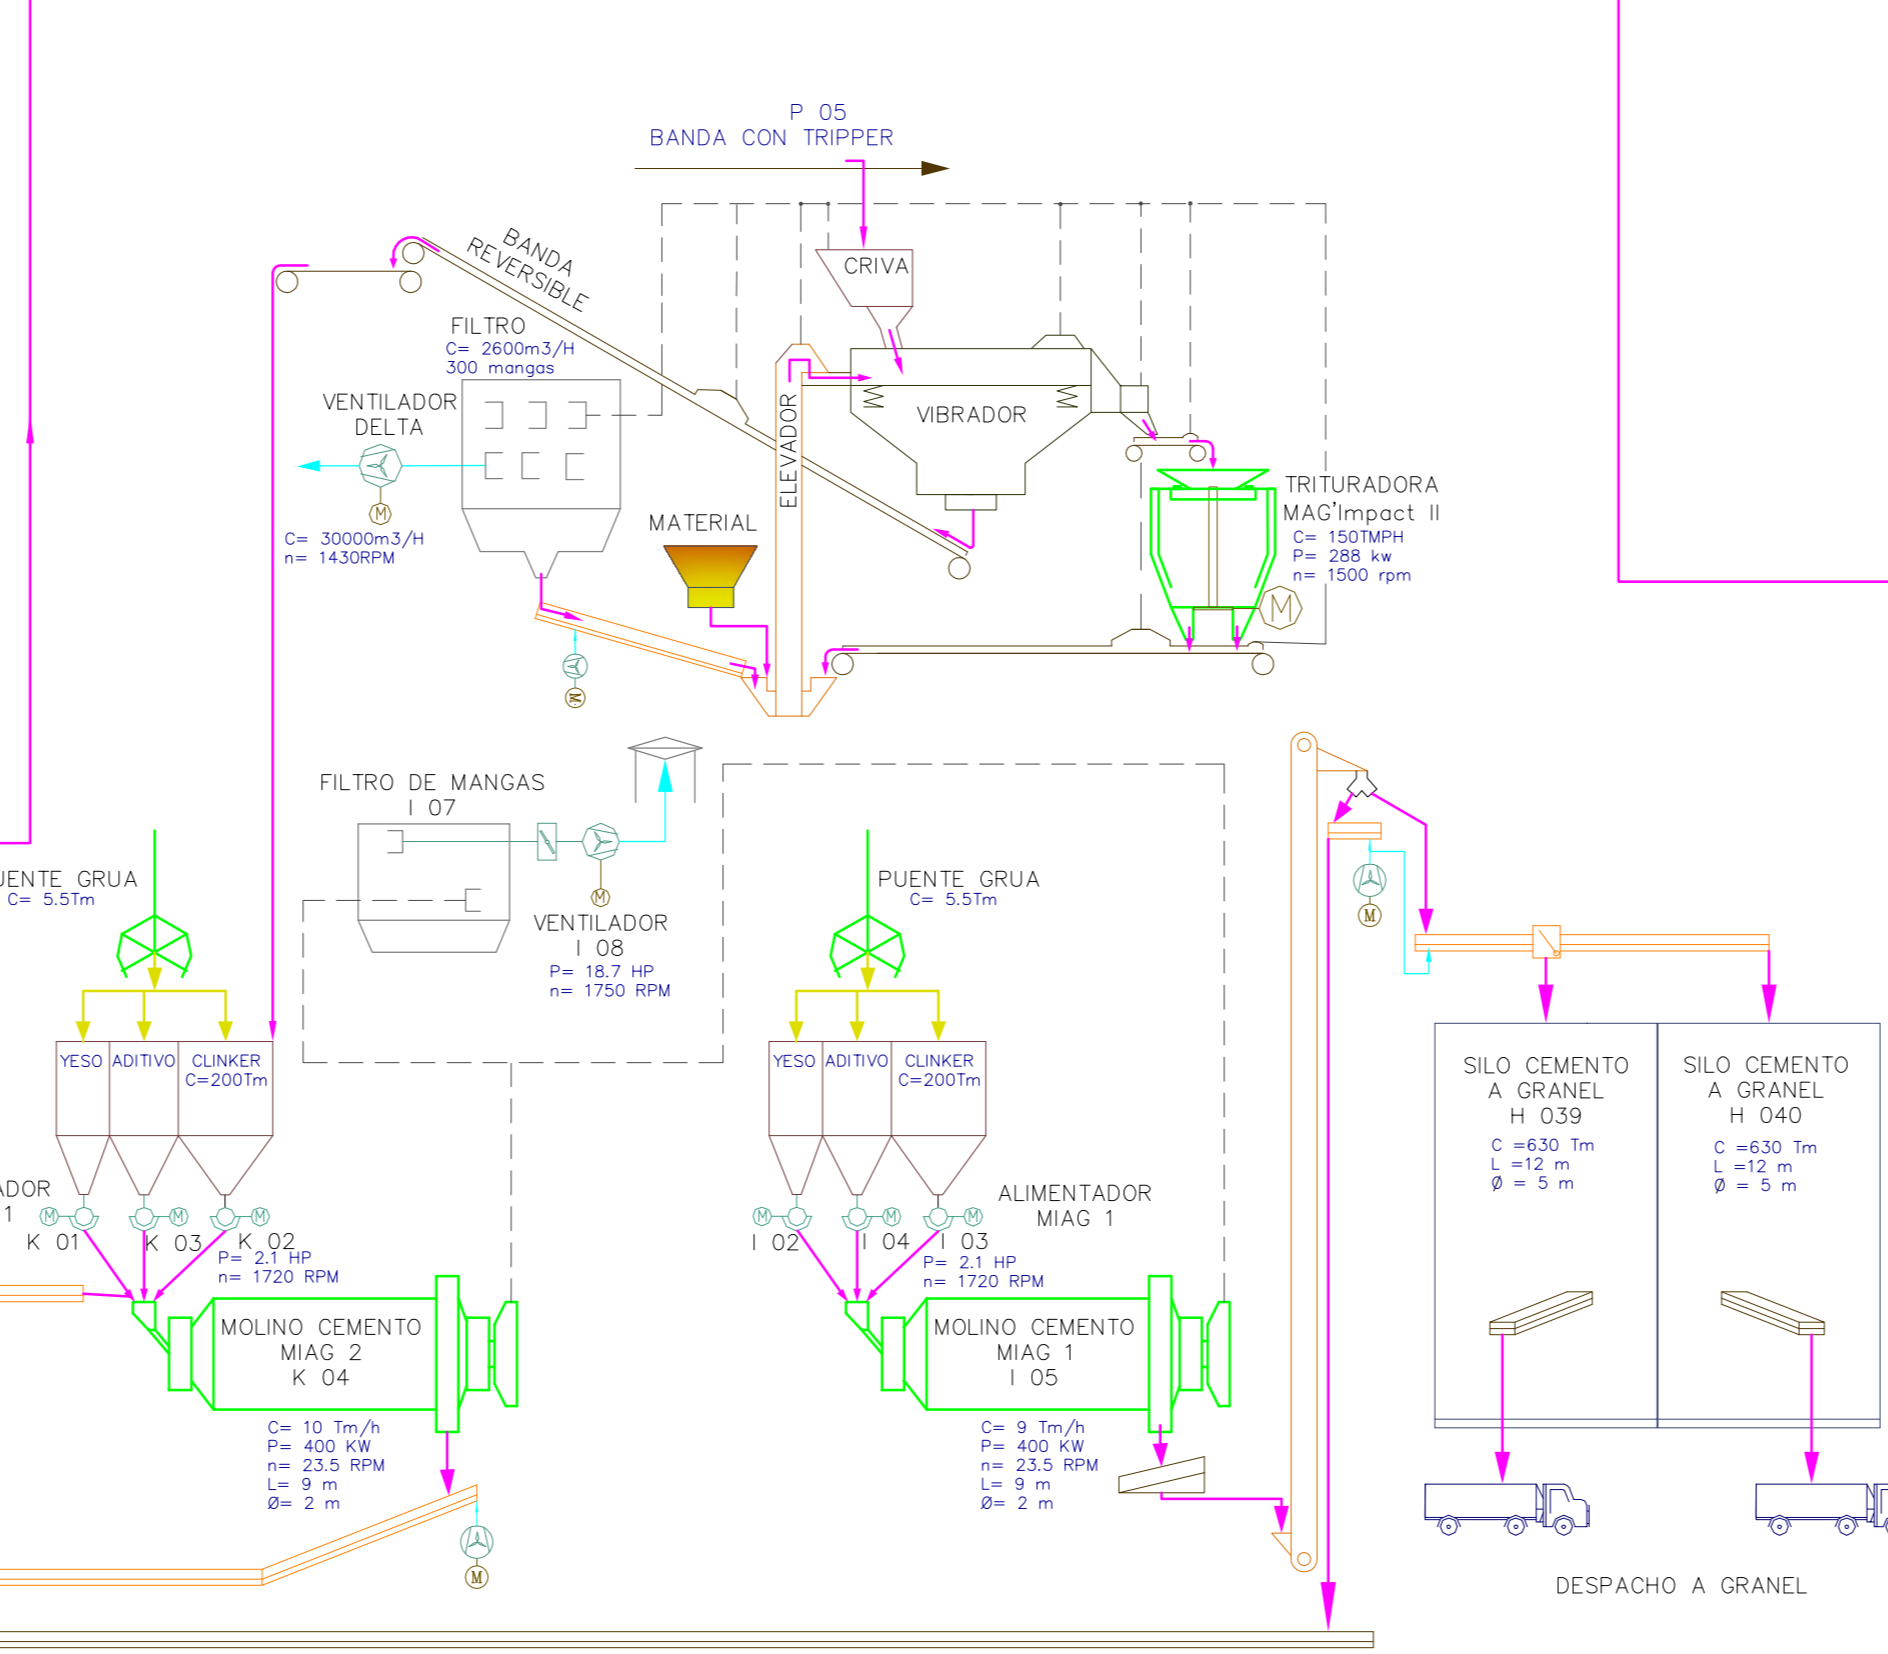 P 05
BANDA CON TRIPPER
BANDA
REVERSIBLE
CRIVA
FILTRO
C= 2600m3/H
300 mangas
VENTILADOR
DELTA
M
C= 30000m3/H
n= 1430RPM
ELEVADOR
VIBRADOR
MATERIAL
TRITURADORA
MAG'Impact II
C= 150TMPH
P= 288 kw
n= 1500 rpm
M
M
FILTRO DE MANGAS
I 07
M
VENTILADOR
I 08
P= 18.7 HP
n= 1750 RPM
UENTE GRUA
C= 5.5Tm
PUENTE GRUA
C= 5.5Tm
M
YESO
ADITIVO
CLINKER
C=200Tm
YESO
ADITIVO
CLINKER
C=200Tm
SILO CEMENTO
A GRANEL
H 039
C =630 Tm
L =12 m
Ø = 5 m
SILO CEMENTO
A GRANEL
H 040
C =630 Tm
L =12 m
Ø = 5 m
ADOR
1
M
M
M
K 01
K 03
K 02
P= 2.1 HP
n= 1720 RPM
ALIMENTADOR
MIAG 1
M
M
M
I 02
I 04
I 03
P= 2.1 HP
n= 1720 RPM
MOLINO CEMENTO
MIAG 2
K 04
C= 10 Tm/h
P= 400 KW
n= 23.5 RPM
L= 9 m
Ø= 2 m
M
MOLINO CEMENTO
MIAG 1
I 05
C= 9 Tm/h
P= 400 KW
n= 23.5 RPM
L= 9 m
Ø= 2 m
DESPACHO A GRANEL